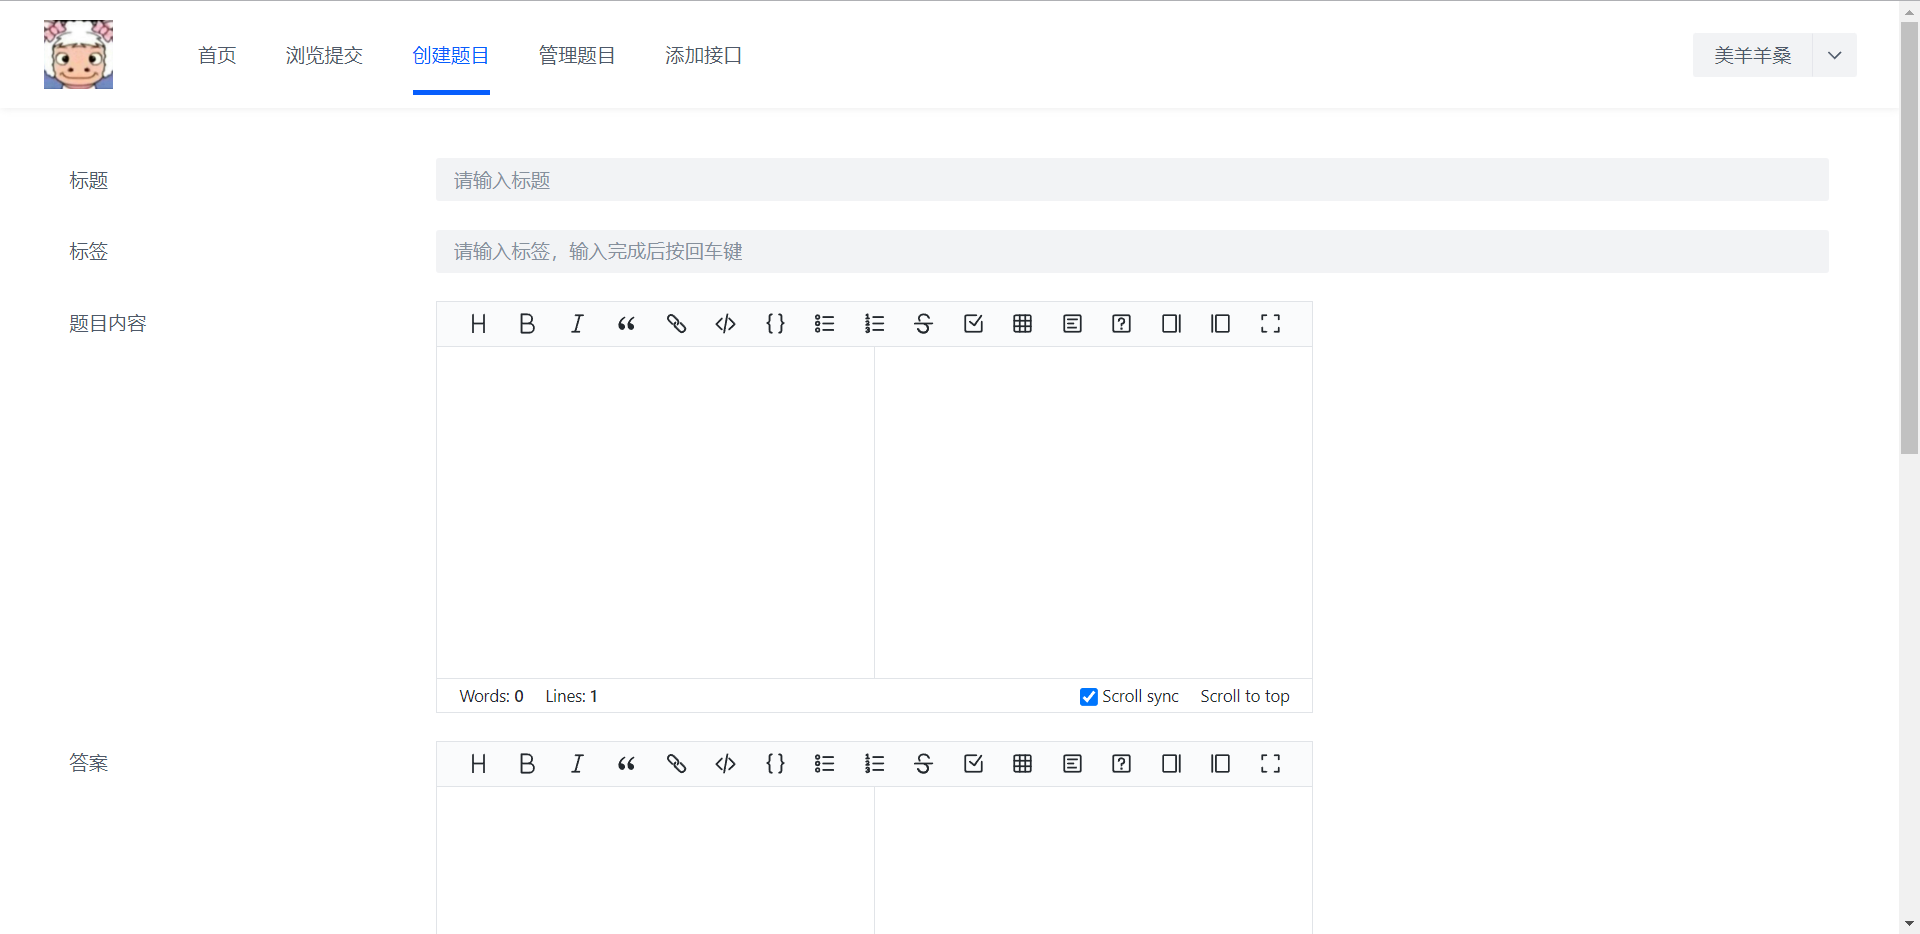 首页 浏览提交 创建题目 管理题目 添加接口 美羊羊桑
标题 请输入标题
标签 请输入标签，输入完成后按回车键
题目内容
Words: 0 Lines: 1 Scroll sync Scroll to top
答案